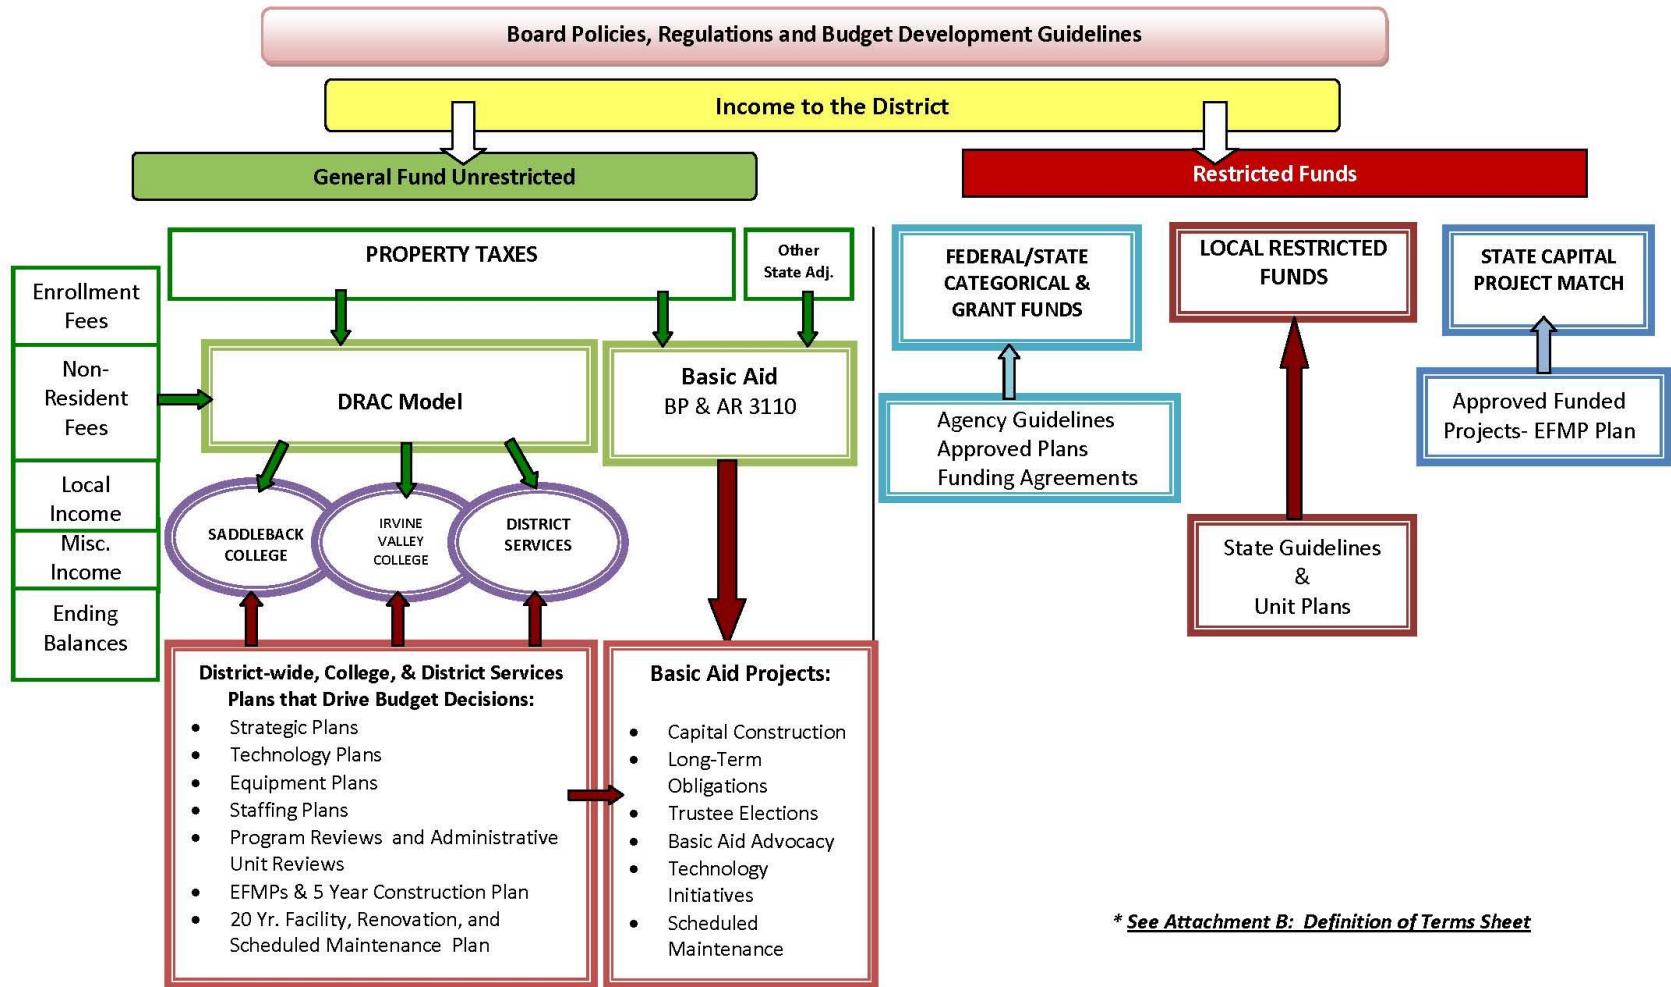 Board Policies, Regulations and Budget Development Guidelines
Income to the District
General Fund Unrestricted
Restricted Funds
PROPERTY TAXES
Other
State Adj.
Enrollment
Fees
Non-
Resident
Fees
Local
Income
Misc.
Income
Ending
Balances
DRAC Model
Basic Aid
BP & AR 3110
SADDLEBACK
COLLEGE
IRVINE
VALLEY
COLLEGE
DISTRICT
SERVICES
District-wide, College, & District Services
Plans that Drive Budget Decisions:
• Strategic Plans
• Technology Plans
• Equipment Plans
• Staffing Plans
• Program Reviews and Administrative
Unit Reviews
• EFMPs & 5 Year Construction Plan
• 20 Yr. Facility, Renovation, and
Scheduled Maintenance Plan
Basic Aid Projects:
• Capital Construction
• Long-Term
Obligations
• Trustee Elections
• Basic Aid Advocacy
• Technology
Initiatives
• Scheduled
Maintenance
FEDERAL/STATE
CATEGORICAL &
GRANT FUNDS
Agency Guidelines
Approved Plans
Funding Agreements
LOCAL RESTRICTED
FUNDS
State Guidelines
&
Unit Plans
STATE CAPITAL
PROJECT MATCH
Approved Funded
Projects- EFMP Plan
* See Attachment B: Definition of Terms Sheet